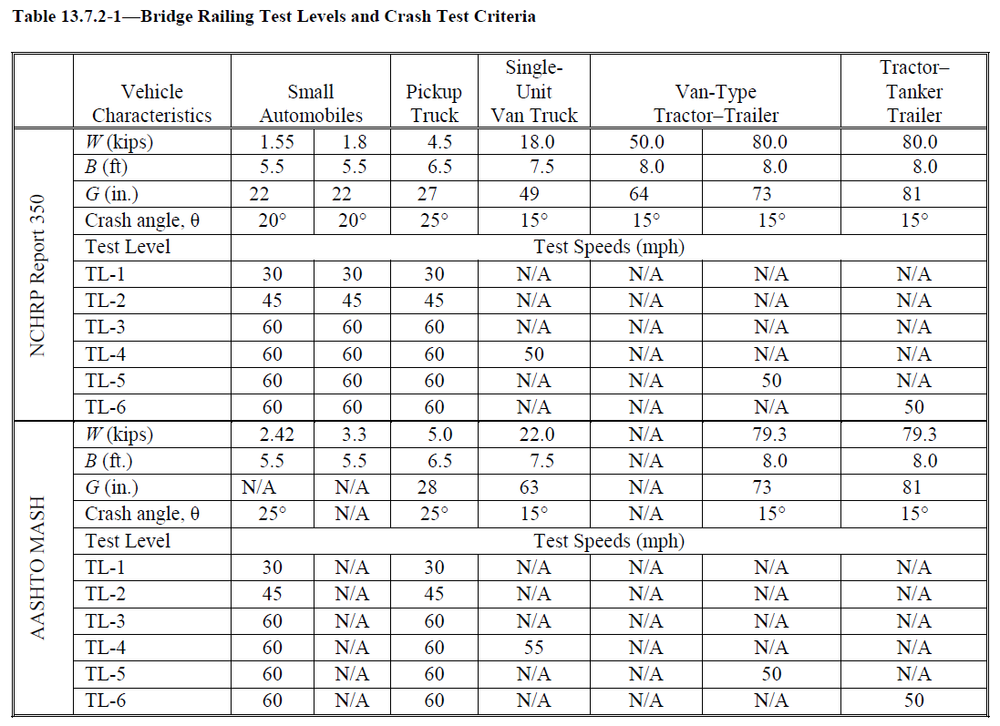 Table 13.7.2-1—Bridge Railing Test Levels and Crash Test Criteria
Vehicle Characteristics Small Automobiles Pickup Truck Single-Unit Van Truck Van-Type Tractor–Trailer Tractor–Tanker Trailer
NCHRP Report 350
W (kips) 1.55 1.8 4.5 18.0 50.0 80.0 80.0
B (ft) 5.5 5.5 6.5 7.5 8.0 8.0 8.0
G (in.) 22 22 27 49 64 73 81
Crash angle, θ 20° 20° 25° 15° 15° 15° 15°
Test Level Test Speeds (mph)
TL-1 30 30 30 N/A N/A N/A N/A
TL-2 45 45 45 N/A N/A N/A N/A
TL-3 60 60 60 N/A N/A N/A N/A
TL-4 60 60 60 50 N/A N/A N/A
TL-5 60 60 60 N/A N/A 50 N/A
TL-6 60 60 60 N/A N/A N/A 50
AASHTO MASH
W (kips) 2.42 3.3 5.0 22.0 N/A 79.3 79.3
B (ft.) 5.5 5.5 6.5 7.5 N/A 8.0 8.0
G (in.) N/A N/A 28 63 N/A 73 81
Crash angle, θ 25° N/A 25° 15° N/A 15° 15°
Test Level Test Speeds (mph)
TL-1 30 N/A 30 N/A N/A N/A N/A
TL-2 45 N/A 45 N/A N/A N/A N/A
TL-3 60 N/A 60 N/A N/A N/A N/A
TL-4 60 N/A 60 55 N/A N/A N/A
TL-5 60 N/A 60 N/A N/A 50 N/A
TL-6 60 N/A 60 N/A N/A N/A 50